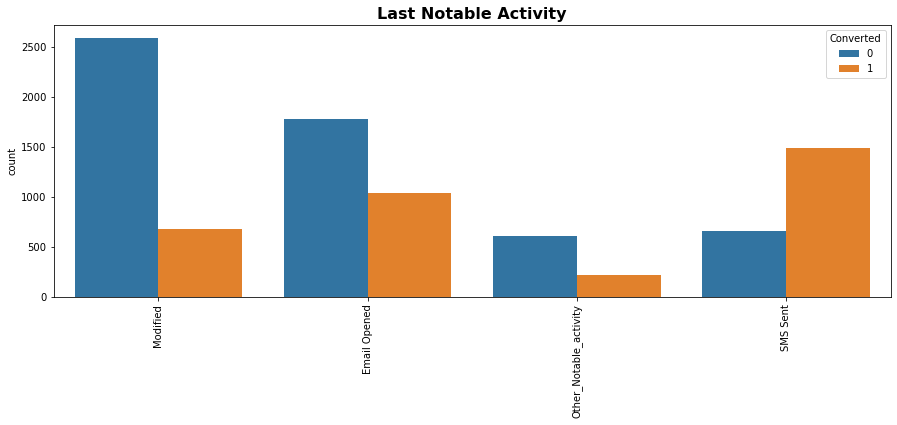 Last Notable Activity
Converted
0
1
2500
2000
1500
1000
500
0
count
Modified
Email Opened
Other_Notable_activity
SMS Sent